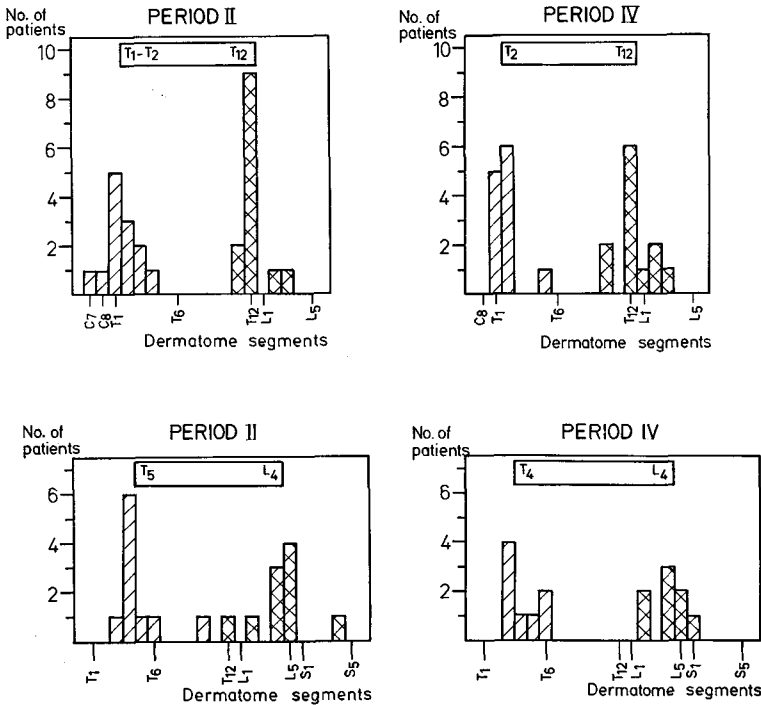 No. of
patients
PERIOD II
T1-T2 T12
10
8
6
4
2
C7 C8 T1 T6 T12 L1 L5
Dermatome segments
No. of
patients
PERIOD IV
T2 T12
10
8
6
4
2
C8 T1 T6 T12 L1 L5
Dermatome segments
No. of
patients
PERIOD II
T5 L4
6
4
2
T1 T6 T12 L1 L5 S1 S5
Dermatome segments
No. of
patients
PERIOD IV
T4 L4
6
4
2
T1 T6 T12 L1 L5 S1 S5
Dermatome segments